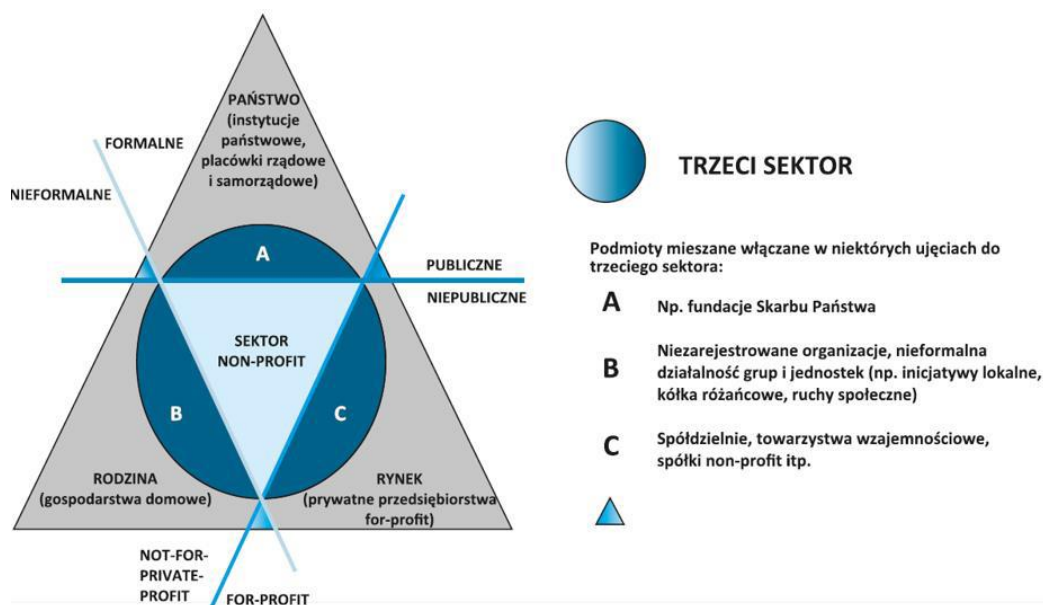 PAŃSTWO
(instytucje
państwowe,
placówki rządowe
i samorządowe)
FORMALNE
NIEFORMALNE
A
PUBLICZNE
NIEPUBLICZNE
SEKTOR
NON-PROFIT
B
C
RODZINA
(gospodarstwa domowe)
RYNEK
(prywatne przedsiębiorstwa
for-profit)
NOT-FOR-
PRIVATE-
PROFIT
FOR-PROFIT
TRZECI SEKTOR
Podmioty mieszane włączane w niektórych ujęciach do
trzeciego sektora:
A Np. fundacje Skarbu Państwa
B Niezarejestrowane organizacje, nieformalna
działalność grup i jednostek (np. inicjatywy lokalne,
kółka różańcowe, ruchy społeczne)
C Spółdzielnie, towarzystwa wzajemnościowe,
spółki non-profit itp.